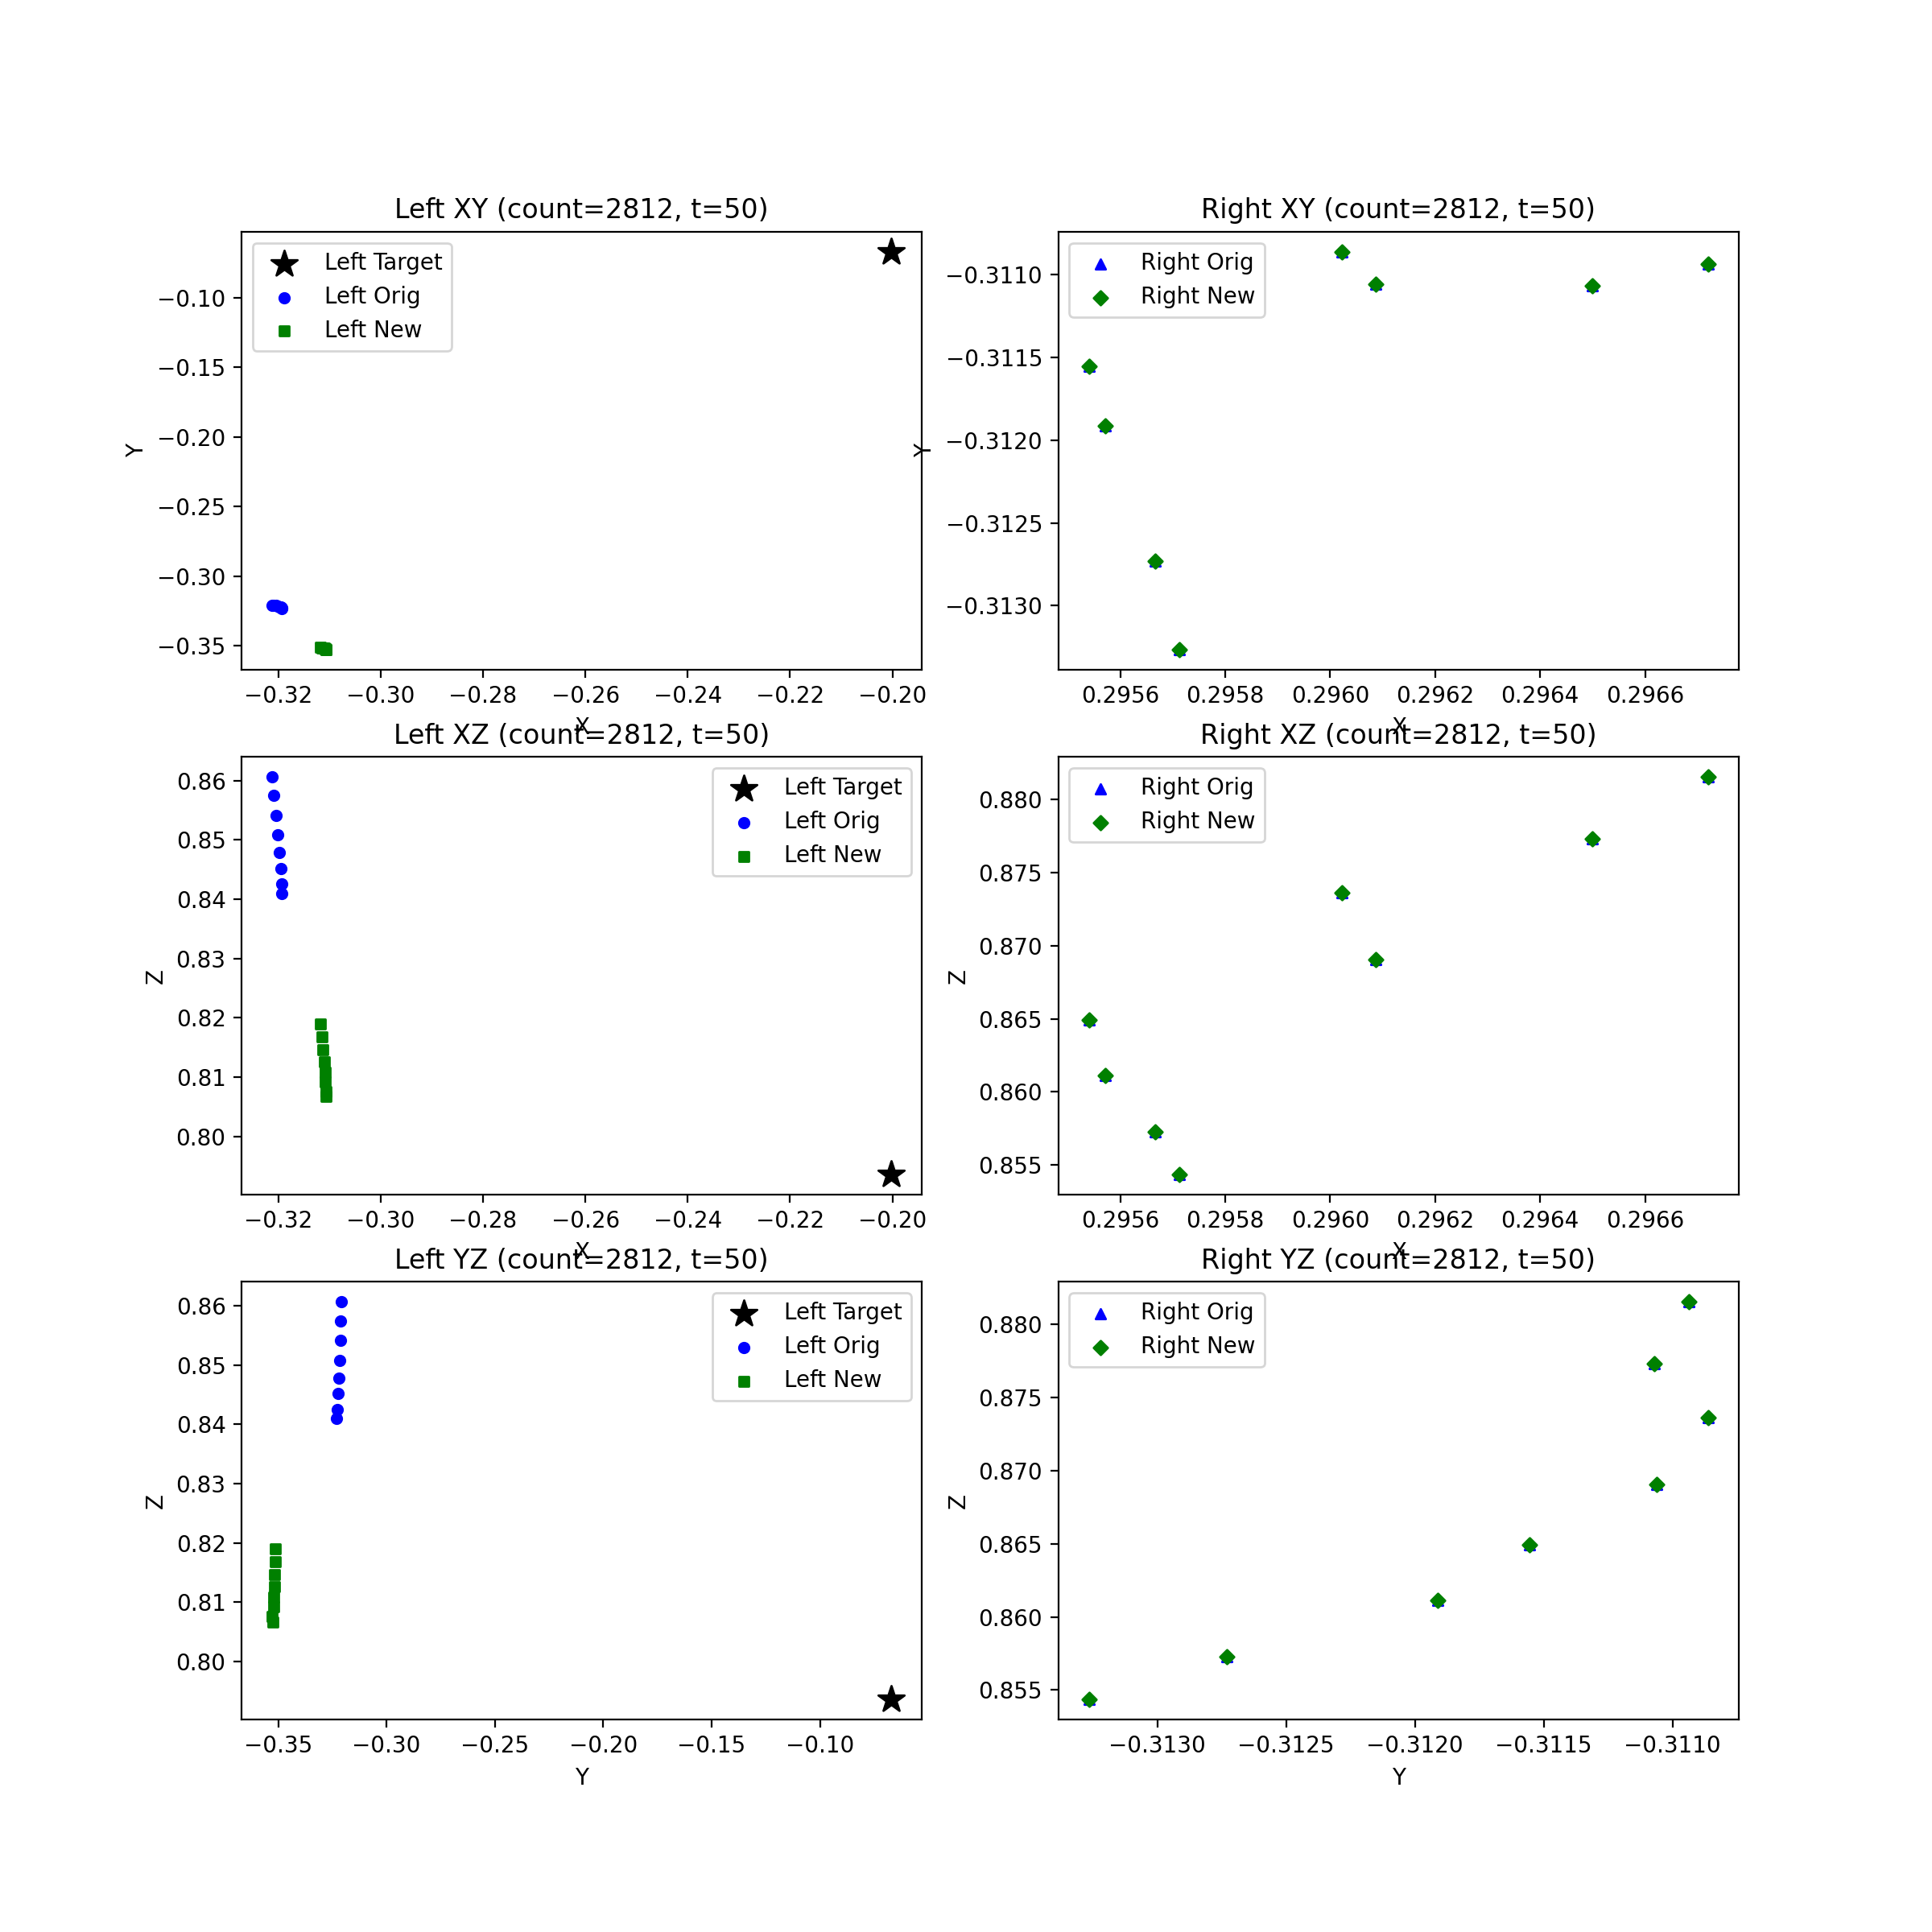 Left XY (count=2812, t=50)
Left Target
Left Orig
Left New
−0.10
−0.15
−0.20
−0.25
−0.30
−0.35
Y
−0.32 −0.30 −0.28 −0.26 −0.24 −0.22 −0.20
X
Right XY (count=2812, t=50)
Right Orig
Right New
−0.3110
−0.3115
−0.3120
−0.3125
−0.3130
Y
0.2956 0.2958 0.2960 0.2962 0.2964 0.2966
X
Left XZ (count=2812, t=50)
Left Target
Left Orig
Left New
0.86
0.85
0.84
0.83
0.82
0.81
0.80
Z
−0.32 −0.30 −0.28 −0.26 −0.24 −0.22 −0.20
X
Right XZ (count=2812, t=50)
Right Orig
Right New
0.880
0.875
0.870
0.865
0.860
0.855
Z
0.2956 0.2958 0.2960 0.2962 0.2964 0.2966
X
Left YZ (count=2812, t=50)
Left Target
Left Orig
Left New
0.86
0.85
0.84
0.83
0.82
0.81
0.80
Z
−0.35 −0.30 −0.25 −0.20 −0.15 −0.10
Y
Right YZ (count=2812, t=50)
Right Orig
Right New
0.880
0.875
0.870
0.865
0.860
0.855
Z
−0.3130 −0.3125 −0.3120 −0.3115 −0.3110
Y